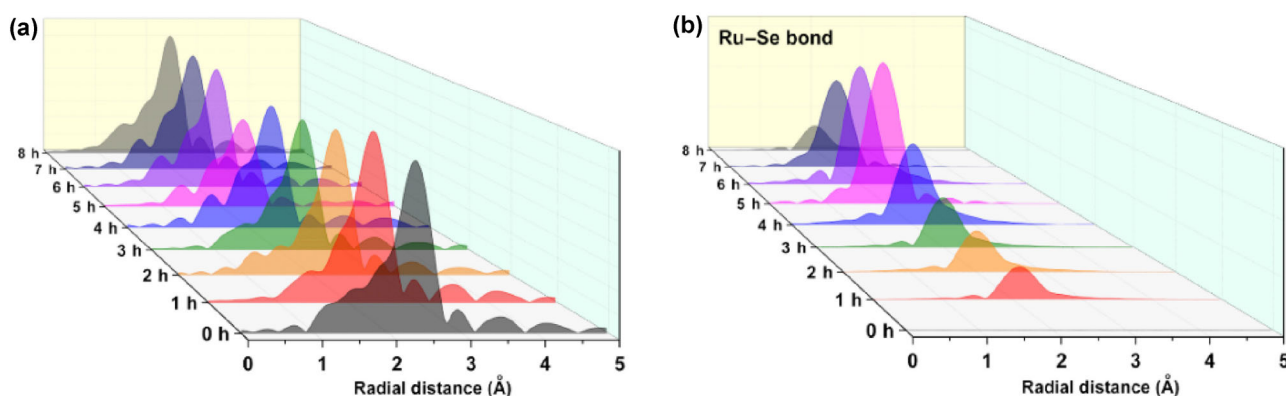 (a)
8 h
7 h
6 h
5 h
4 h
3 h
2 h
1 h
0 h
0 1 2 3 4 5
Radial distance (Å)
(b)
Ru–Se bond
8 h
7 h
6 h
5 h
4 h
3 h
2 h
1 h
0 h
0 1 2 3 4 5
Radial distance (Å)